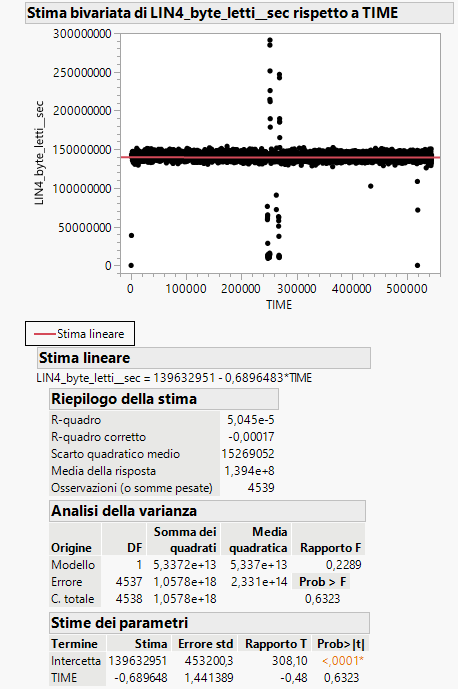 Stima bivariata di LIN4_byte_letti__sec rispetto a TIME
300000000
250000000
200000000
150000000
100000000
50000000
0
LIN4_byte_letti__sec
0 100000 200000 300000 400000 500000
TIME
Stima lineare
Stima lineare
LIN4_byte_letti__sec = 139632951 - 0,6896483*TIME
Riepilogo della stima
R-quadro 5,045e-5
R-quadro corretto -0,00017
Scarto quadratico medio 15269052
Media della risposta 1,394e+8
Osservazioni (o somme pesate) 4539
Analisi della varianza
Somma dei Media
Origine DF quadrati quadratica Rapporto F
Modello 1 5,3372e+13 5,337e+13 0,2289
Errore 4537 1,0578e+18 2,331e+14 Prob > F
C. totale 4538 1,0578e+18 0,6323
Stime dei parametri
Termine Stima Errore std Rapporto T Prob>|t|
Intercetta 139632951 453200,3 308,10 <,0001*
TIME -0,689648 1,441389 -0,48 0,6323